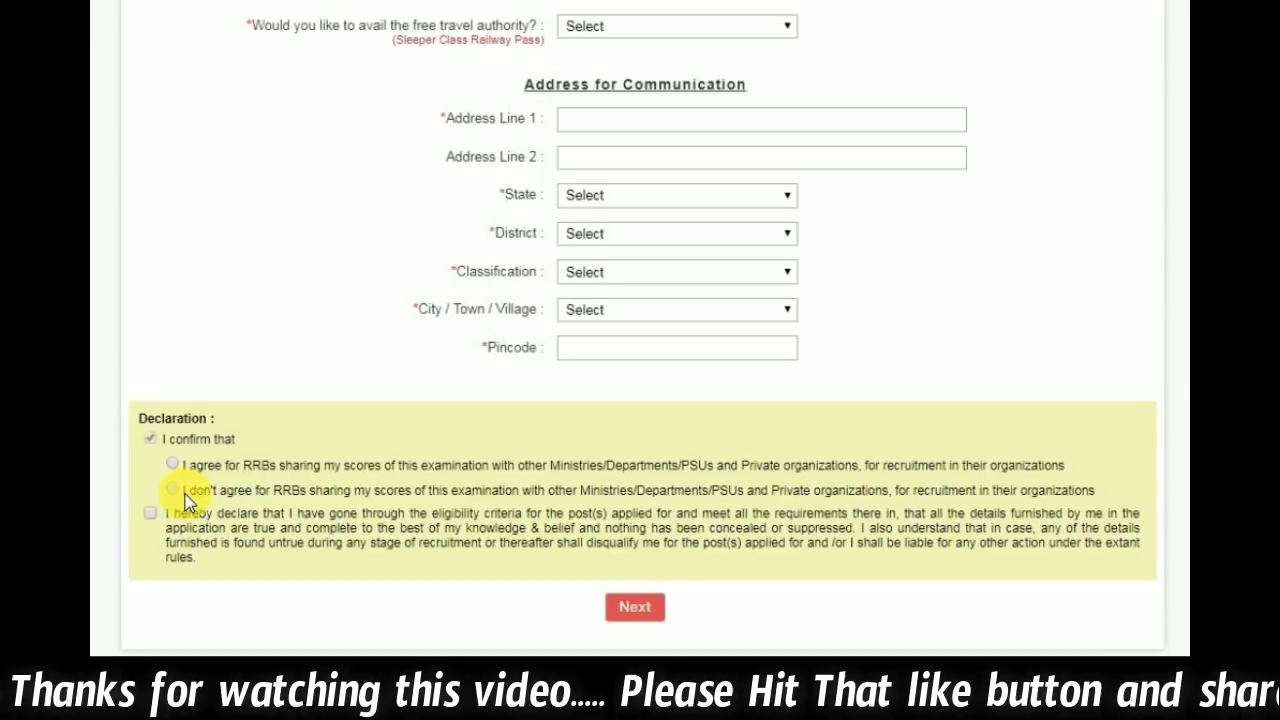 *Would you like to avail the free travel authority? : Select
(Sleeper Class Railway Pass)
Address for Communication
*Address Line 1 :
Address Line 2 :
*State : Select
*District : Select
*Classification : Select
*City / Town / Village : Select
*Pincode :
Declaration :
I confirm that
I agree for RRBs sharing my scores of this examination with other Ministries/Departments/PSUs and Private organizations, for recruitment in their organizations
I don't agree for RRBs sharing my scores of this examination with other Ministries/Departments/PSUs and Private organizations, for recruitment in their organizations
I hereby declare that I have gone through the eligibility criteria for the post(s) applied for and meet all the requirements there in, that all the details furnished by me in the
application are true and complete to the best of my knowledge & belief and nothing has been concealed or suppressed. I also understand that in case, any of the details
furnished is found untrue during any stage of recruitment or thereafter shall disqualify me for the post(s) applied for and /or I shall be liable for any other action under the extant
rules.
Next
Thanks for watching this video..... Please Hit That like button and shar